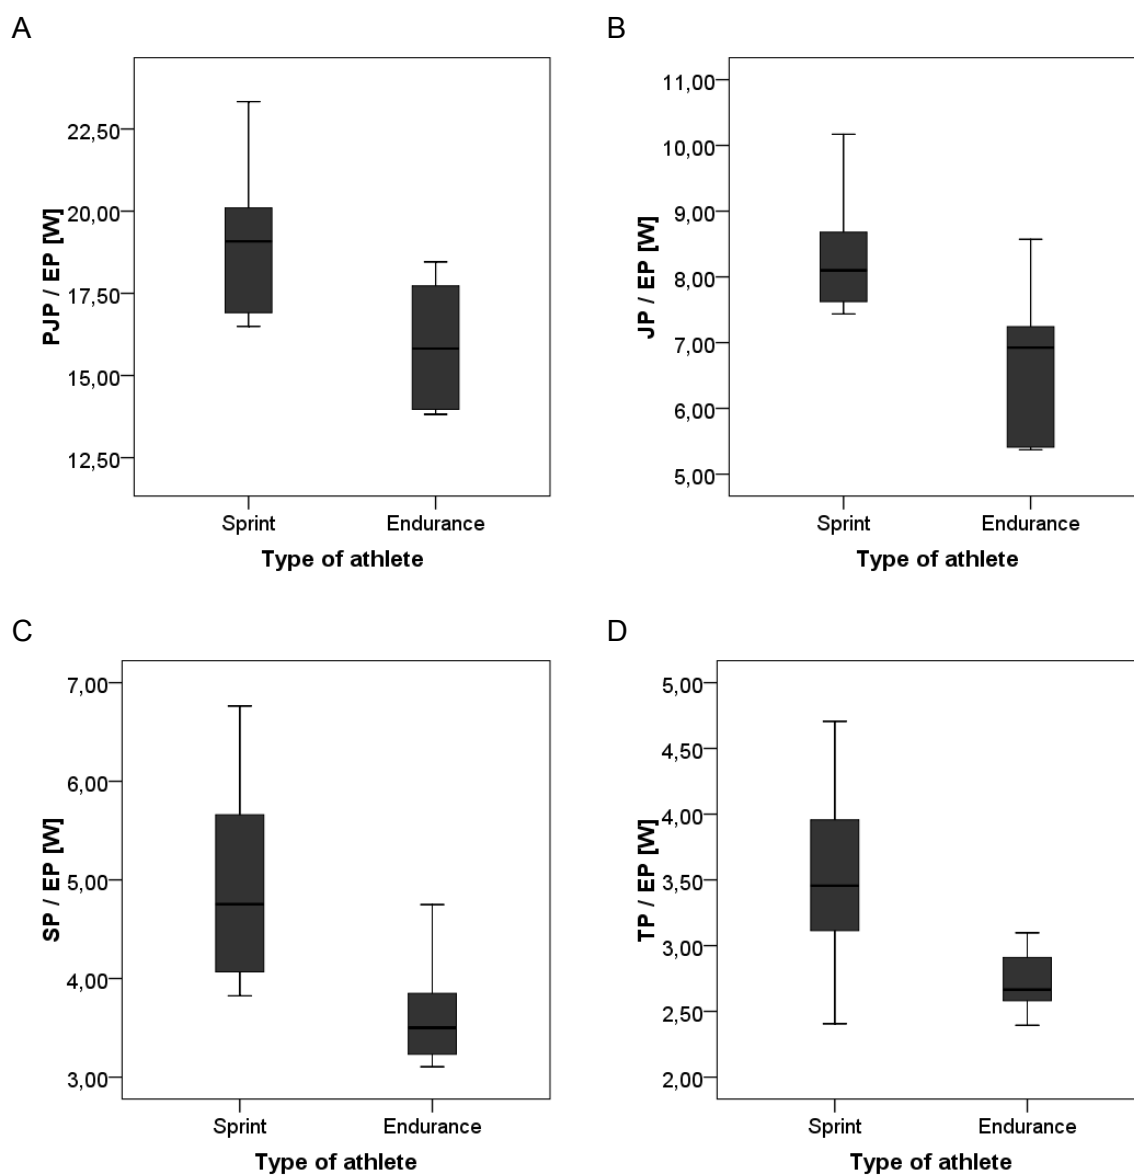 A
PJP / EP [W]
22,50
20,00
17,50
15,00
12,50
Sprint Endurance
Type of athlete
B
JP / EP [W]
11,00
10,00
9,00
8,00
7,00
6,00
5,00
Sprint Endurance
Type of athlete
C
SP / EP [W]
7,00
6,00
5,00
4,00
3,00
Sprint Endurance
Type of athlete
D
TP / EP [W]
5,00
4,50
4,00
3,50
3,00
2,50
2,00
Sprint Endurance
Type of athlete